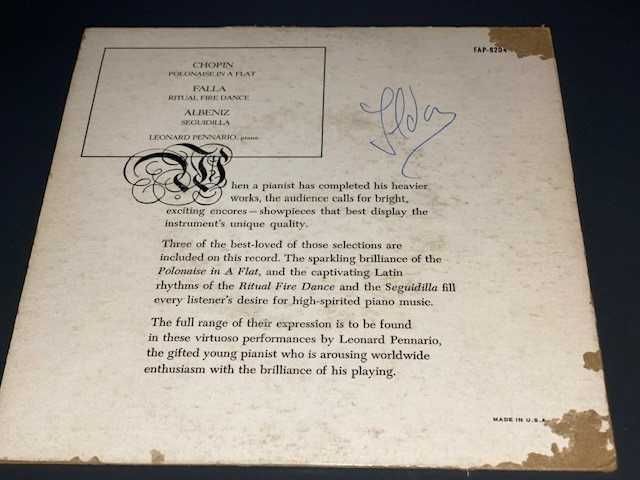 FAP-8204
CHOPIN
POLONAISE IN A FLAT
FALLA
RITUAL FIRE DANCE
ALBENIZ
SEGUIDILLA
LEONARD PENNARIO, piano
When a pianist has completed his heavier
works, the audience calls for bright,
exciting encores—showpieces that best display the
instrument's unique quality.
Three of the best-loved of those selections are
included on this record. The sparkling brilliance of the
Polonaise in A Flat, and the captivating Latin
rhythms of the Ritual Fire Dance and the Seguidilla fill
every listener's desire for high-spirited piano music.
The full range of their expression is to be found
in these virtuoso performances by Leonard Pennario,
the gifted young pianist who is arousing worldwide
enthusiasm with the brilliance of his playing.
MADE IN U.S.A.